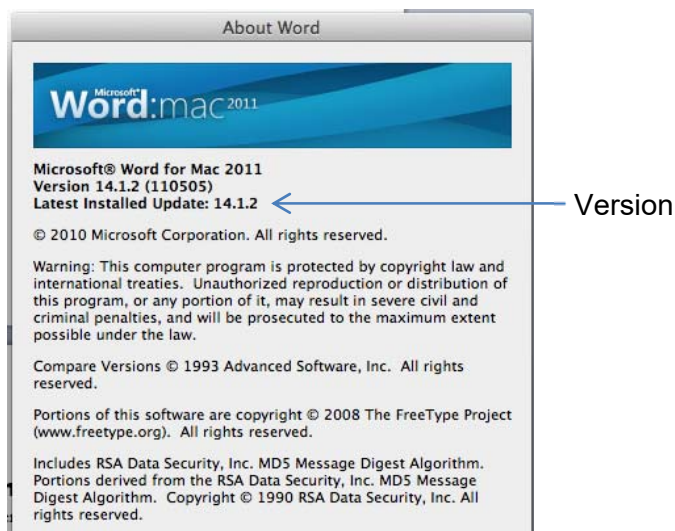 About Word
Microsoft®
Word:mac 2011
Microsoft® Word for Mac 2011
Version 14.1.2 (110505)
Latest Installed Update: 14.1.2
Version
© 2010 Microsoft Corporation. All rights reserved.
Warning: This computer program is protected by copyright law and
international treaties. Unauthorized reproduction or distribution of
this program, or any portion of it, may result in severe civil and
criminal penalties, and will be prosecuted to the maximum extent
possible under the law.
Compare Versions © 1993 Advanced Software, Inc. All rights
reserved.
Portions of this software are copyright © 2008 The FreeType Project
(www.freetype.org). All rights reserved.
Includes RSA Data Security, Inc. MD5 Message Digest Algorithm.
Portions derived from the RSA Data Security, Inc. MD5 Message
Digest Algorithm. Copyright © 1990 RSA Data Security, Inc. All
rights reserved.